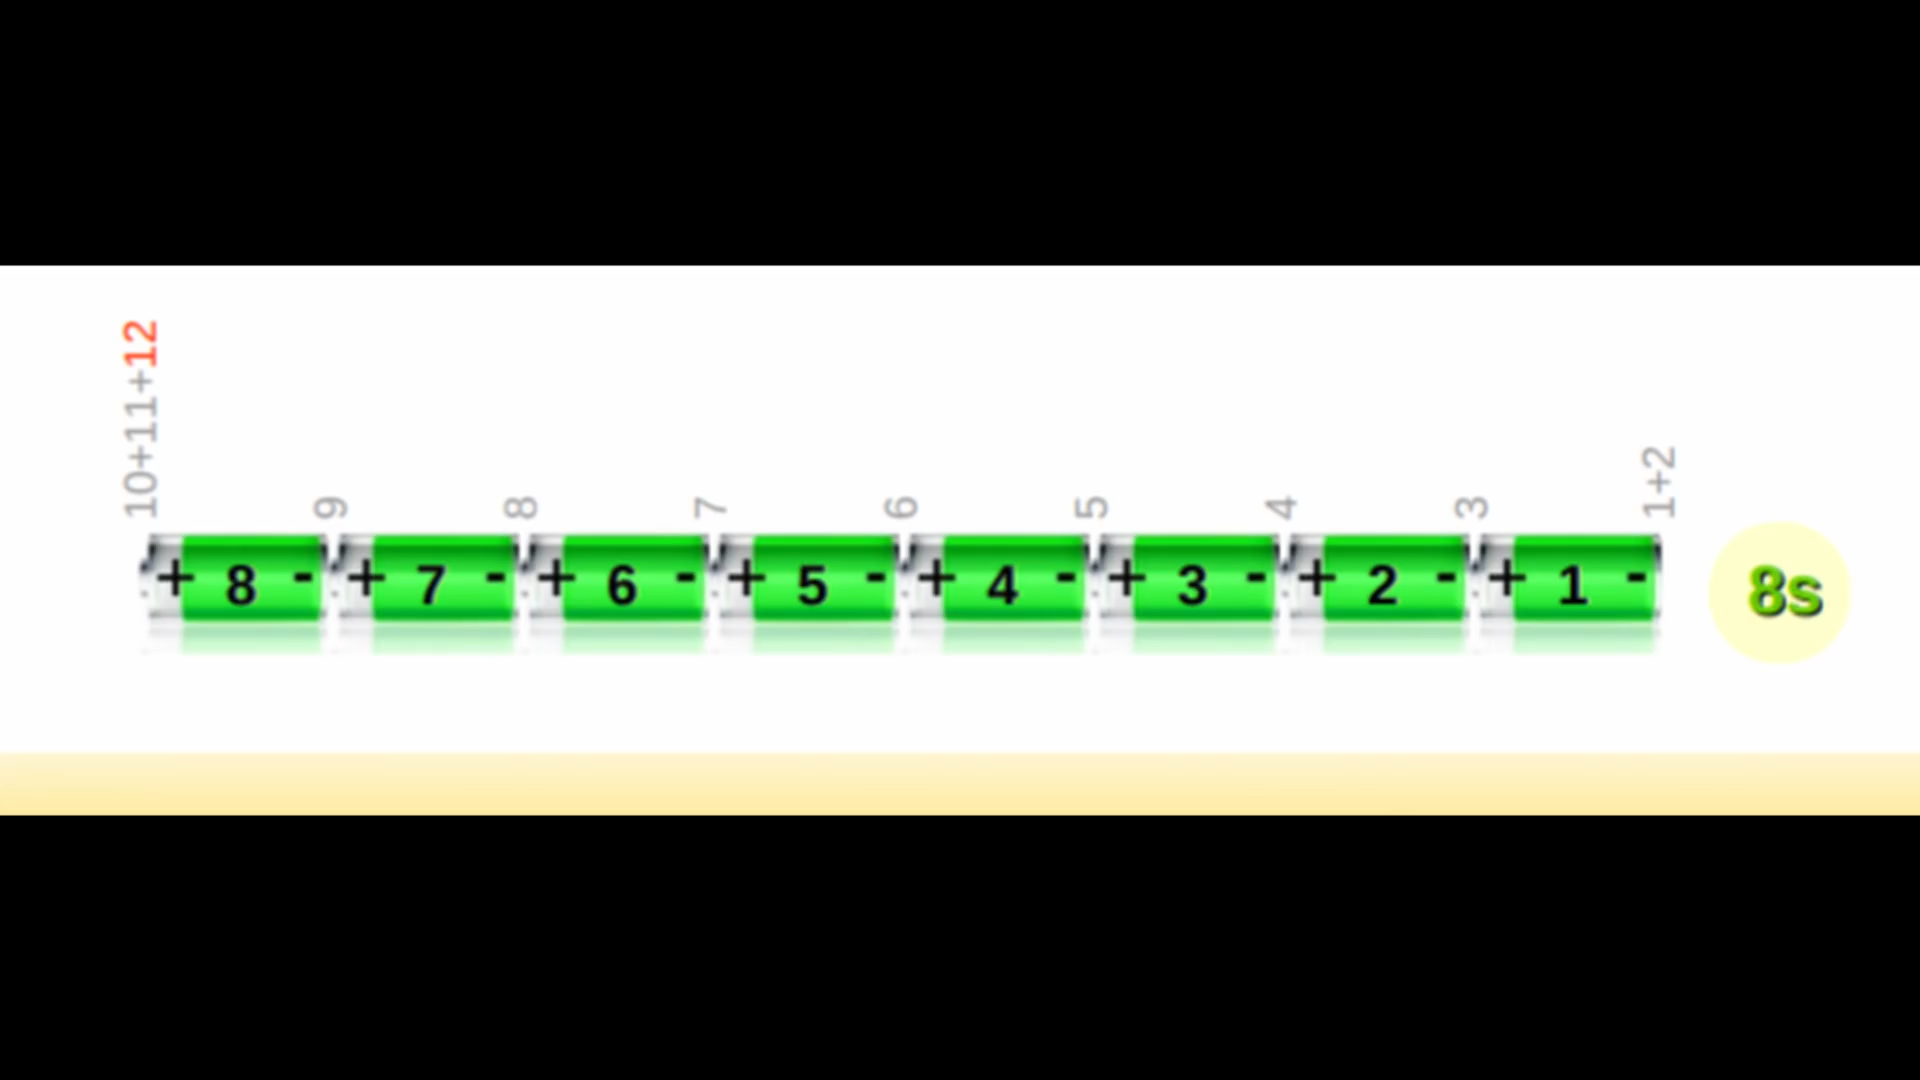 10+11+12
9
8
7
6
5
4
3
1+2
+ 8 -
+ 7 -
+ 6 -
+ 5 -
+ 4 -
+ 3 -
+ 2 -
+ 1 -
8s